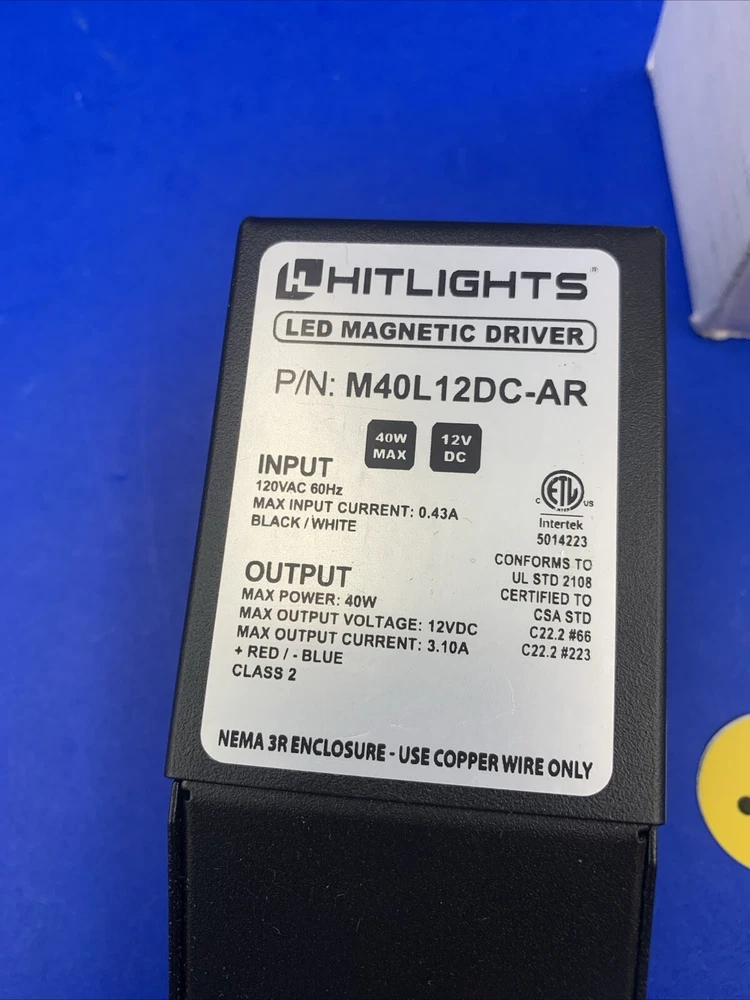 HITLIGHTS®
LED MAGNETIC DRIVER
P/N: M40L12DC-AR
40W
MAX
12V
DC
INPUT
120VAC 60Hz
MAX INPUT CURRENT: 0.43A
BLACK / WHITE
OUTPUT
MAX POWER: 40W
MAX OUTPUT VOLTAGE: 12VDC
MAX OUTPUT CURRENT: 3.10A
+ RED / - BLUE
CLASS 2
C ETL US
Intertek
5014223
CONFORMS TO
UL STD 2108
CERTIFIED TO
CSA STD
C22.2 #66
C22.2 #223
NEMA 3R ENCLOSURE - USE COPPER WIRE ONLY